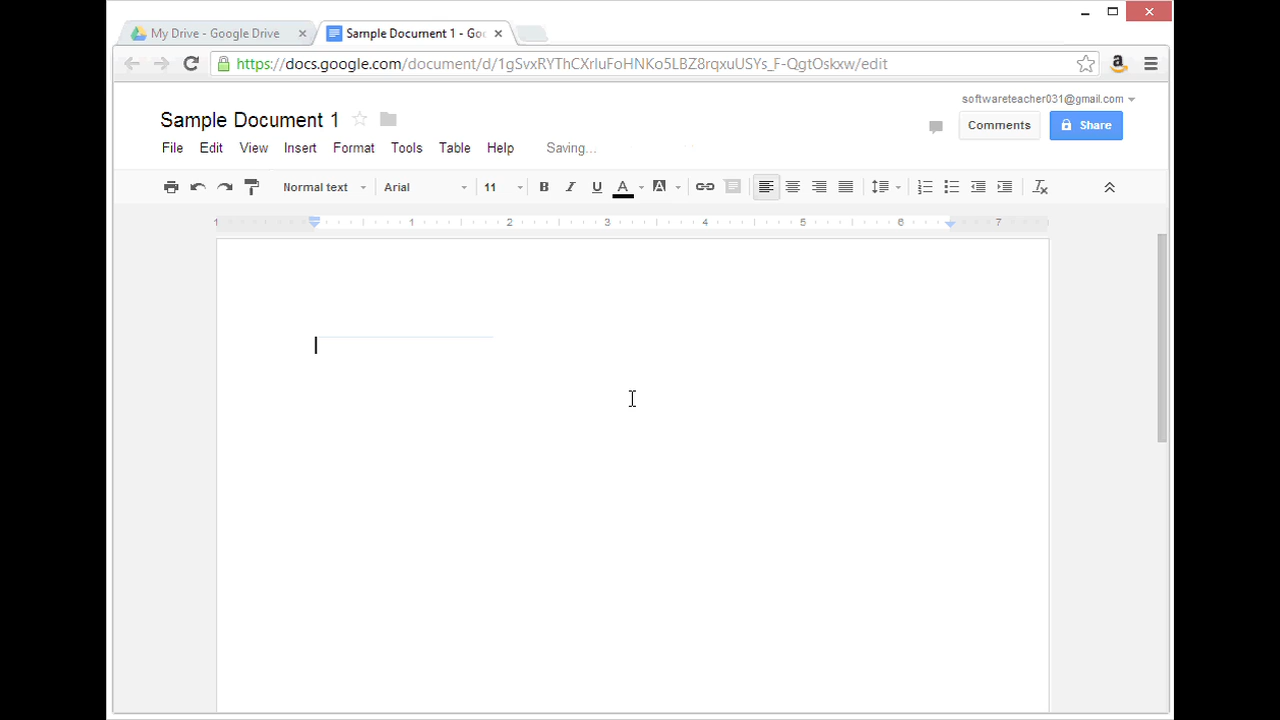 My Drive - Google Drive
Sample Document 1 - Goo
https://docs.google.com/document/d/1gSvxRYThCXrluFoHNKo5LBZ8rqxuUSYs_F-QgtOskxw/edit
softwareteacher031@gmail.com
Sample Document 1
Comments
Share
File Edit View Insert Format Tools Table Help Saving...
Normal text Arial 11 B I U A A
1 1 2 3 4 5 6 7